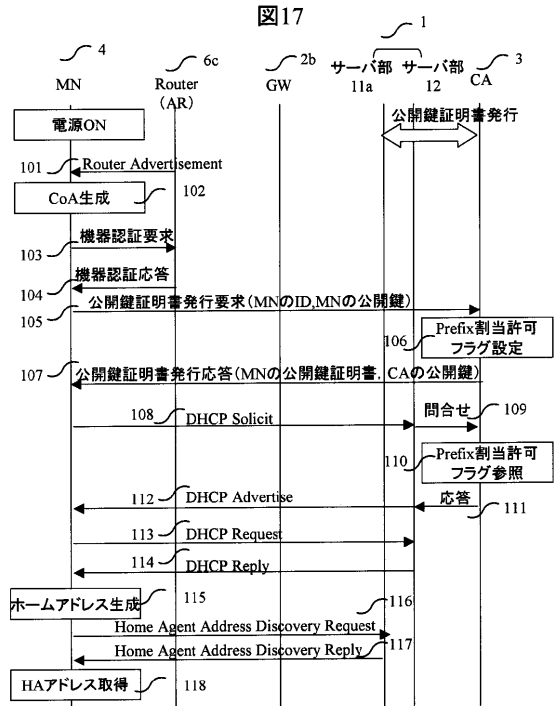 図17
1
4
6c
2b
3
MN
Router
(AR)
GW
サーバ部
11a
サーバ部
12
CA
電源ON
公開鍵証明書発行
101
Router Advertisement
CoA生成
102
103
機器認証要求
104
機器認証応答
105
公開鍵証明書発行要求(MNのID,MNの公開鍵)
106
Prefix割当許可
フラグ設定
107
公開鍵証明書発行応答(MNの公開鍵証明書, CAの公開鍵)
108
DHCP Solicit
問合せ
109
110
Prefix割当許可
フラグ参照
112
DHCP Advertise
応答
111
113
DHCP Request
114
DHCP Reply
ホームアドレス生成
115
116
Home Agent Address Discovery Request
117
Home Agent Address Discovery Reply
HAアドレス取得
118